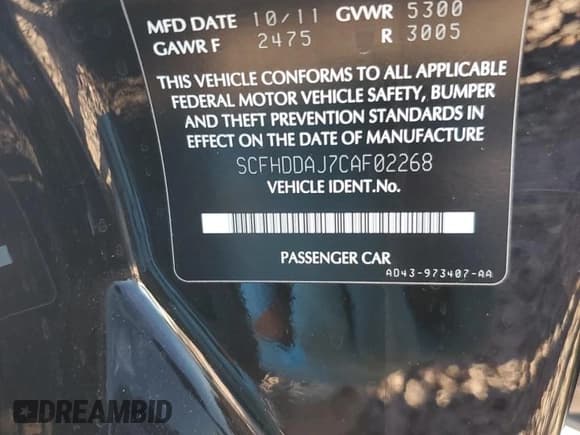 MFD DATE 10/11 GVWR 5300
GAWR F 2475 R 3005
THIS VEHICLE CONFORMS TO ALL APPLICABLE
FEDERAL MOTOR VEHICLE SAFETY, BUMPER
AND THEFT PREVENTION STANDARDS IN
EFFECT ON THE DATE OF MANUFACTURE
SCFHDDAJ7CAF02268
VEHICLE IDENT.No.
PASSENGER CAR
AD43-973407-AA
DREAMBID